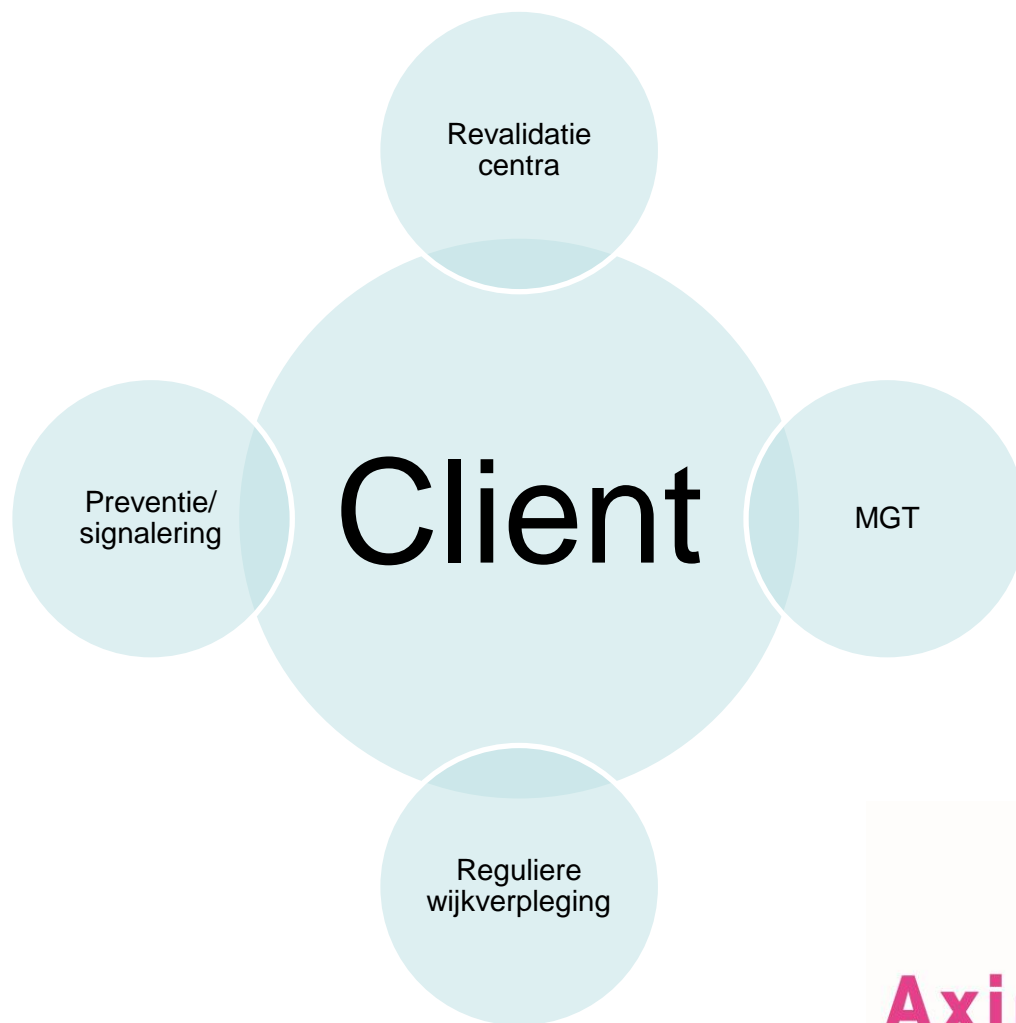 Revalidatie
centra
Preventie/
signalering
Client
MGT
Reguliere
wijkverpleging